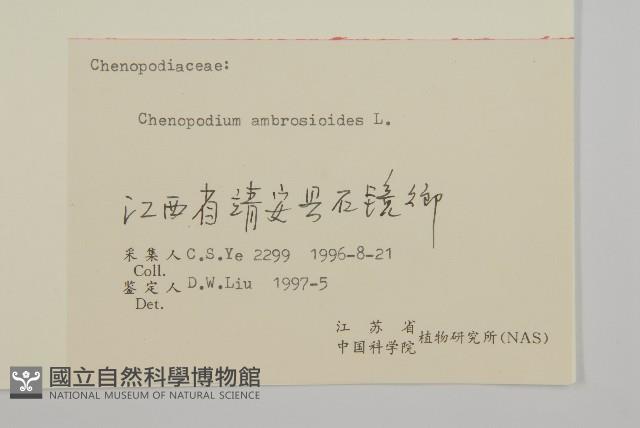 Chenopodiaceae:
Chenopodium ambrosioides L.
江西省靖安县石镜鄉
采集人 C.S.Ye 2299 1996-8-21
Coll.
鉴定人 D.W.Liu 1997-5
Det.
江苏省
中国科学院 植物研究所(NAS)
國立自然科學博物館
NATIONAL MUSEUM OF NATURAL SCIENCE